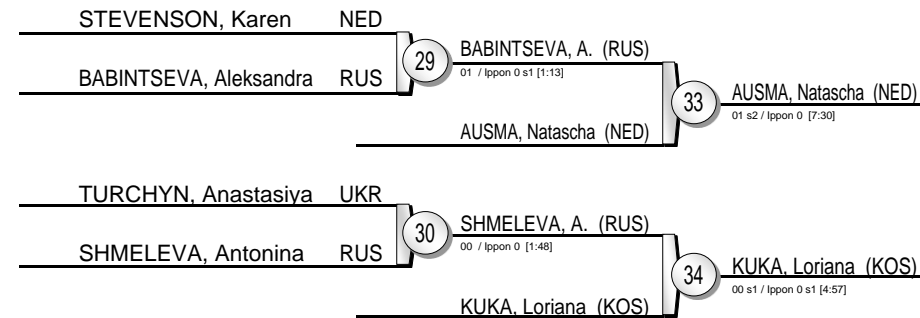 STEVENSON, Karen NED
BABINTSEVA, Aleksandra RUS
29
BABINTSEVA, A. (RUS)
01 / Ippon 0 s1 [1:13]
AUSMA, Natascha (NED)
33
AUSMA, Natascha (NED)
01 s2 / Ippon 0 [7:30]
TURCHYN, Anastasiya UKR
SHMELEVA, Antonina RUS
30
SHMELEVA, A. (RUS)
00 / Ippon 0 [1:48]
KUKA, Loriana (KOS)
34
KUKA, Loriana (KOS)
00 s1 / Ippon 0 s1 [4:57]